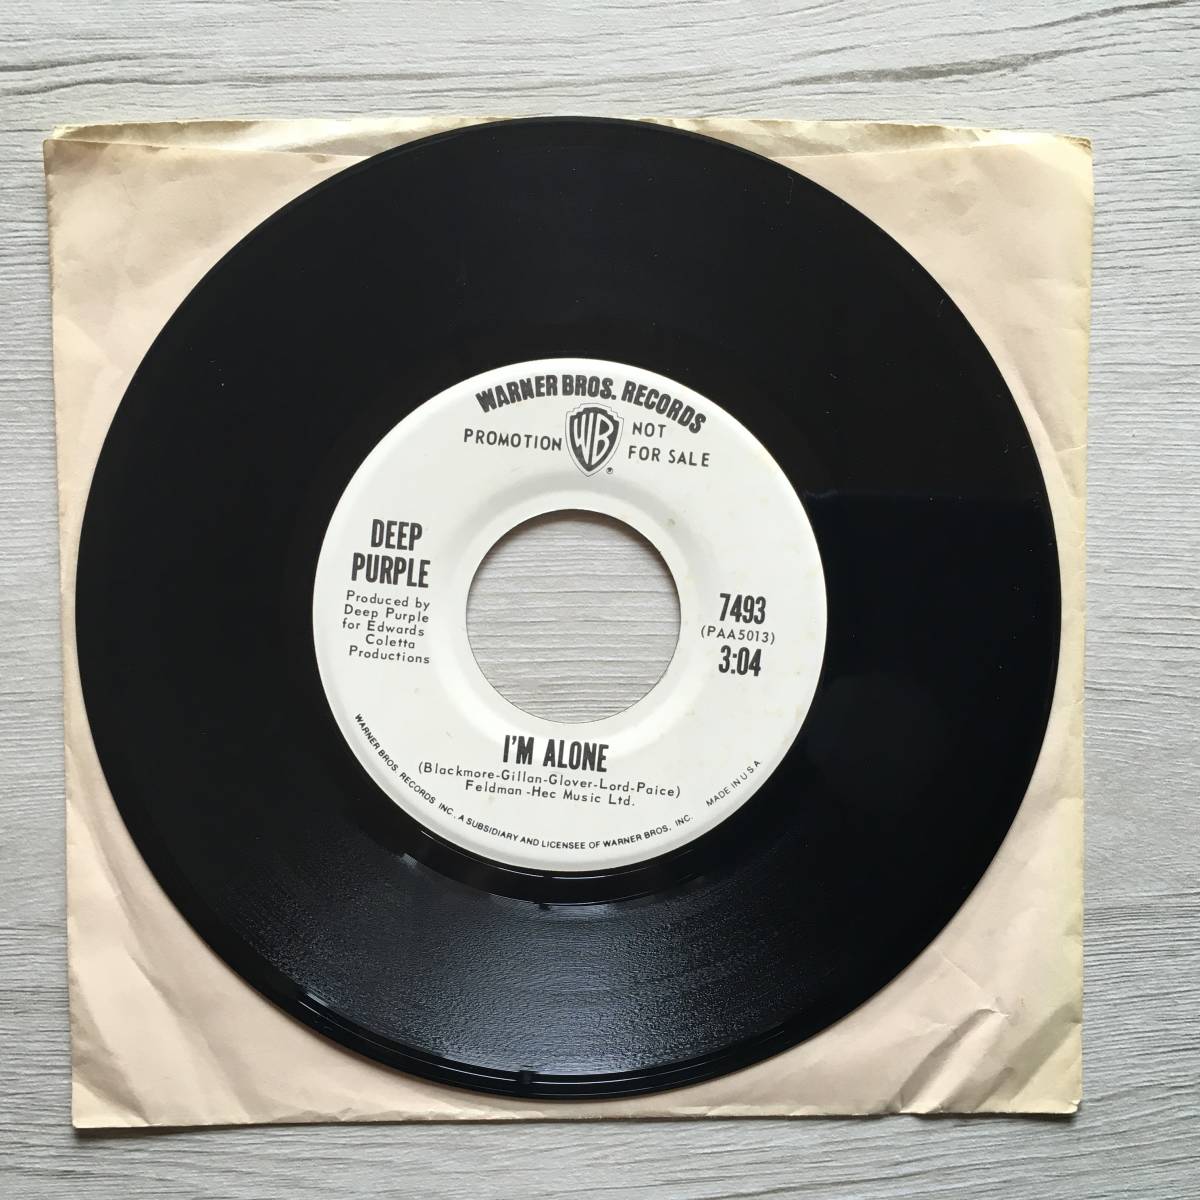 WARNER BROS. RECORDS
PROMOTION NOT
FOR SALE
WB
®
DEEP
PURPLE
Produced by
Deep Purple
for Edwards
Coletta
Productions
7493
(PAA5013)
3:04
I'M ALONE
(Blackmore-Gillan-Glover-Lord-Paice)
Feldman-Hec Music Ltd.
WARNER BROS. RECORDS INC., A SUBSIDIARY AND LICENSEE OF WARNER BROS., INC. MADE IN U.S.A.